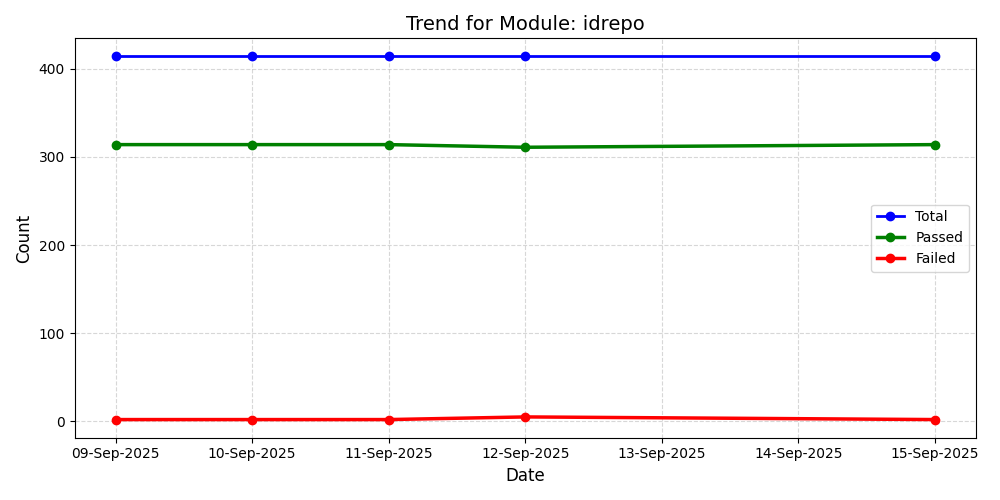 Trend for Module: idrepo
400
300
200
100
0
Count
Total
Passed
Failed
09-Sep-2025 10-Sep-2025 11-Sep-2025 12-Sep-2025 13-Sep-2025 14-Sep-2025 15-Sep-2025
Date